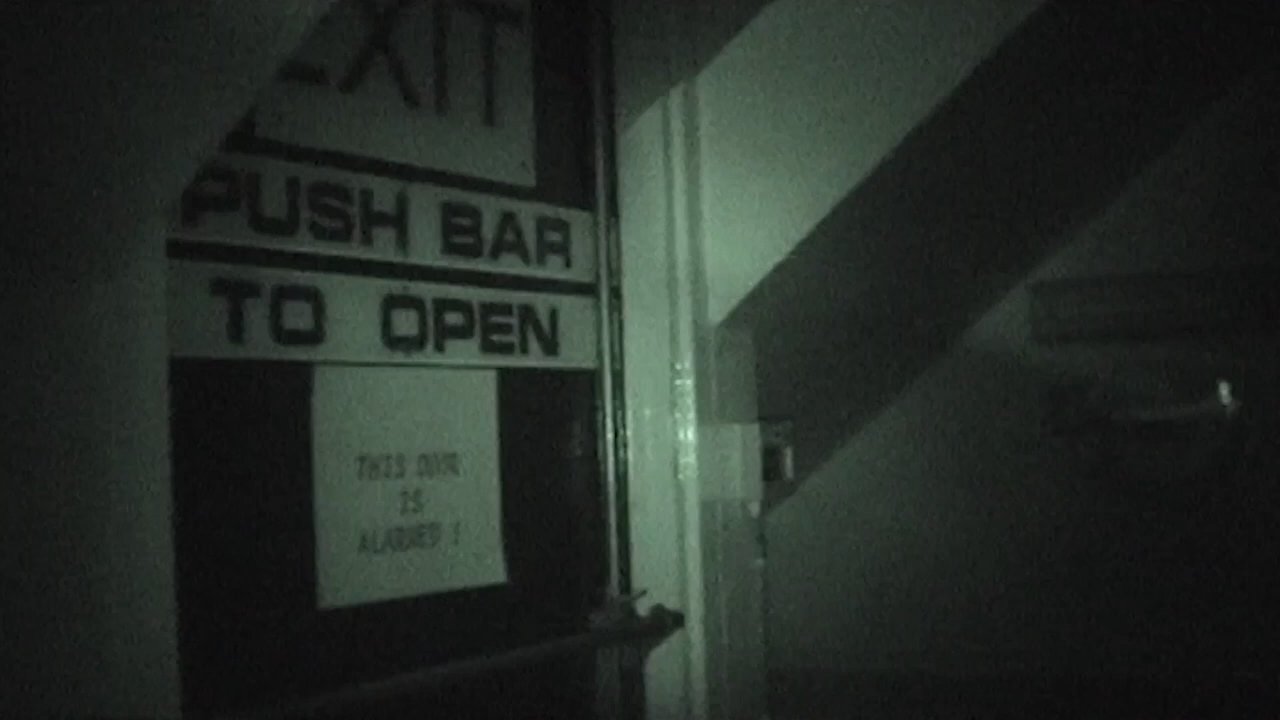 EXIT
PUSH BAR
TO OPEN
THIS DOOR
IS
ALARMED !